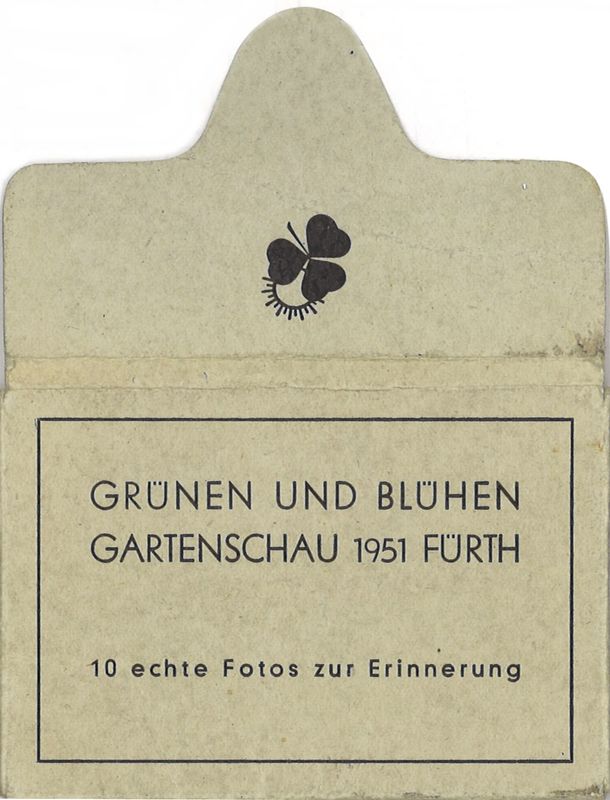 GRÜNEN UND BLÜHEN
GARTENSCHAU 1951 FÜRTH
10 echte Fotos zur Erinnerung